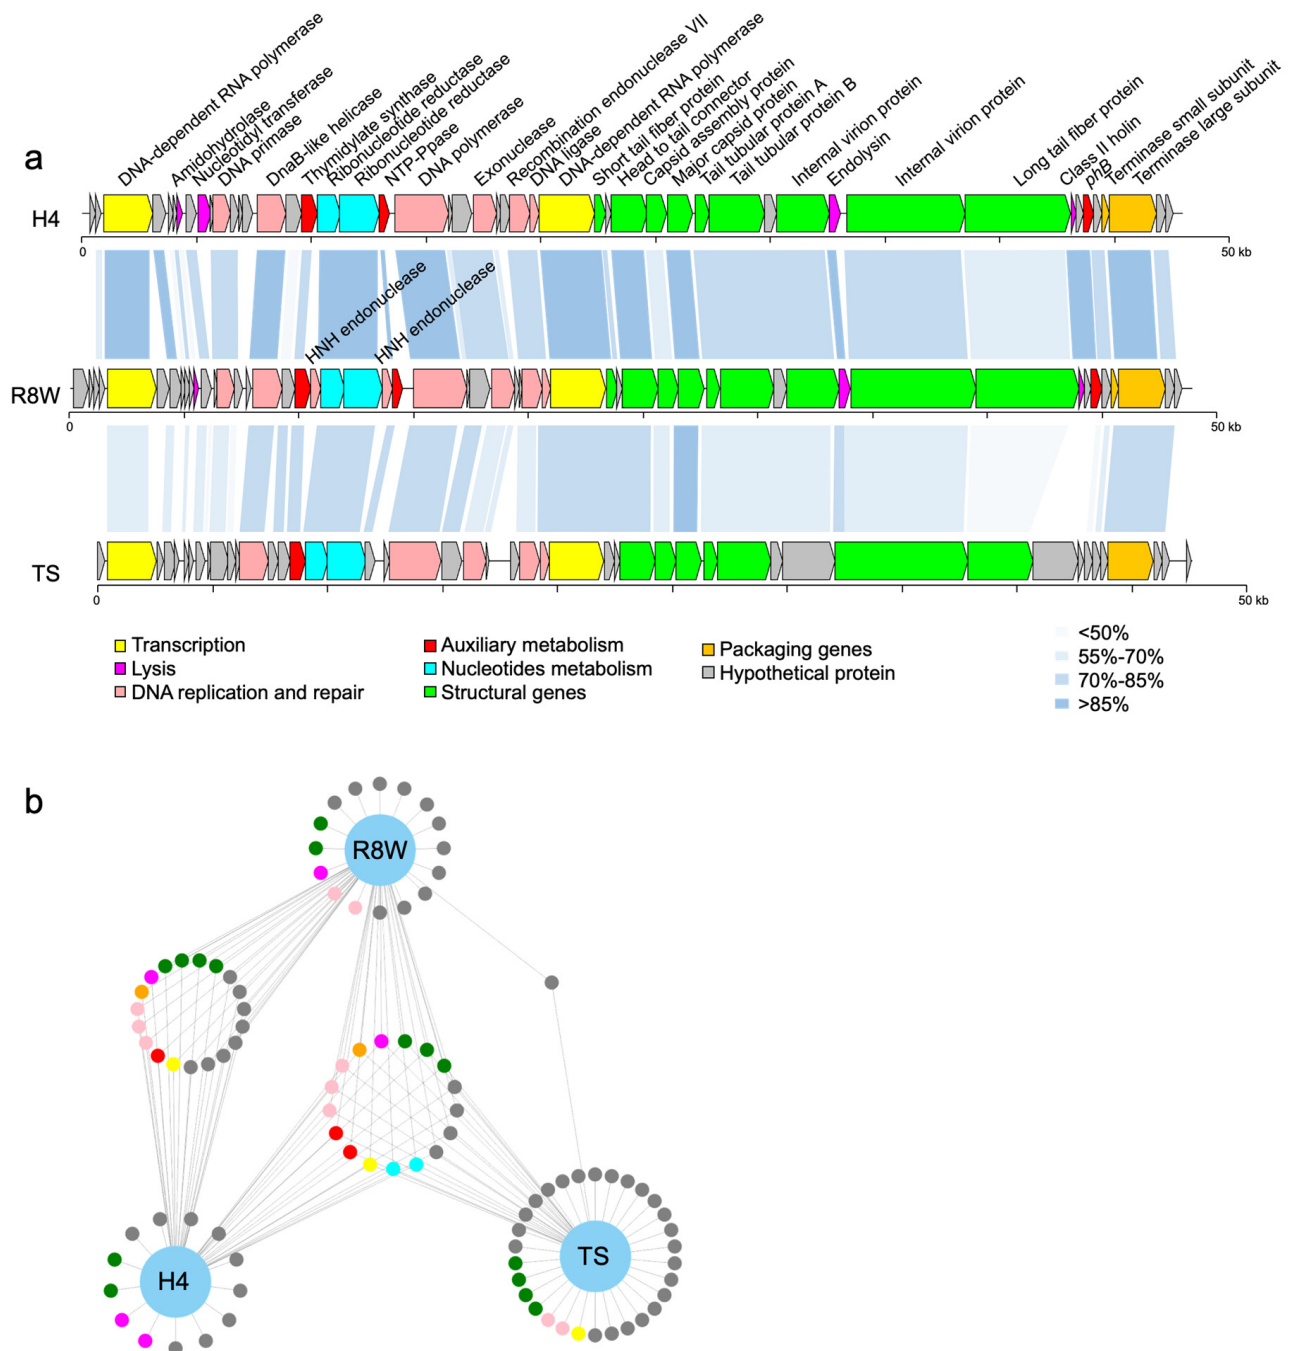 a
DNA-dependent RNA polymerase
Amidohydrolase
Nucleotidyl transferase
DNA primase
DnaB-like helicase
Thymidylate synthase
Ribonucleotide reductase
Ribonucleotide reductase
NTP-Ppase
DNA polymerase
Exonuclease
Recombination endonuclease VII
DNA ligase
DNA-dependent RNA polymerase
Short tail fiber protein
Head to tail connector
Capsid assembly protein
Major capsid protein
Tail tubular protein A
Tail tubular protein B
Internal virion protein
Endolysin
Internal virion protein
Long tail fiber protein
Class II holin
phB
Terminase small subunit
Terminase large subunit
H4
0
50 kb
HNH endonuclease
HNH endonuclease
R8W
0
50 kb
TS
0
50 kb
Transcription
Lysis
DNA replication and repair
Auxiliary metabolism
Nucleotides metabolism
Structural genes
Packaging genes
Hypothetical protein
<50%
55%-70%
70%-85%
>85%
b
R8W
H4
TS